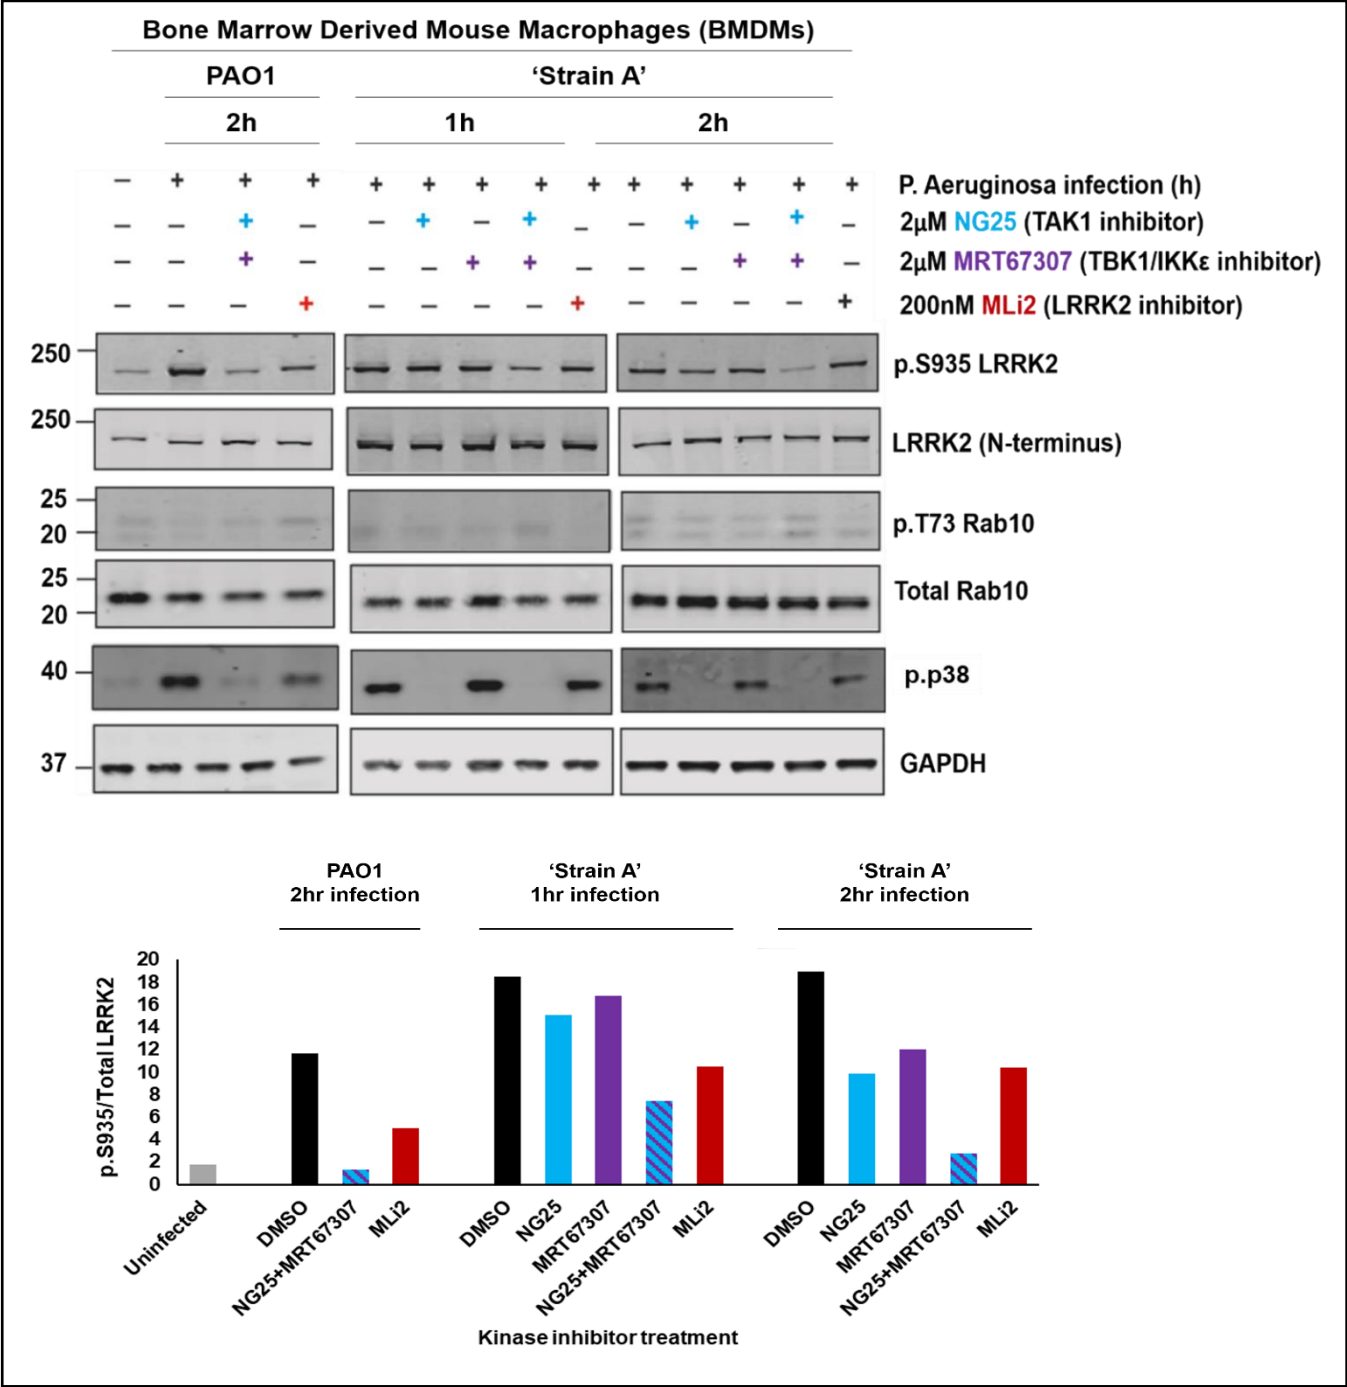 Bone Marrow Derived Mouse Macrophages (BMDMs)
PAO1 ‘Strain A’
2h 1h 2h
– + + + + + + + + + + + + + P. Aeruginosa infection (h)
– – + – – + – + – – + – + – 2µM NG25 (TAK1 inhibitor)
– – + – – – + + – – – + + – 2µM MRT67307 (TBK1/IKKε inhibitor)
– – – + – – – – + – – – – + 200nM MLi2 (LRRK2 inhibitor)
250 p.S935 LRRK2
250 LRRK2 (N-terminus)
25
20 p.T73 Rab10
25 Total Rab10
20
40 p.p38
37 GAPDH
PAO1 ‘Strain A’ ‘Strain A’
2hr infection 1hr infection 2hr infection
p.S935/Total LRRK2
20
18
16
14
12
10
8
6
4
2
0
Uninfected
DMSO
NG25+MRT67307
MLi2
DMSO
NG25
MRT67307
NG25+MRT67307
MLi2
DMSO
NG25
MRT67307
NG25+MRT67307
MLi2
Kinase inhibitor treatment